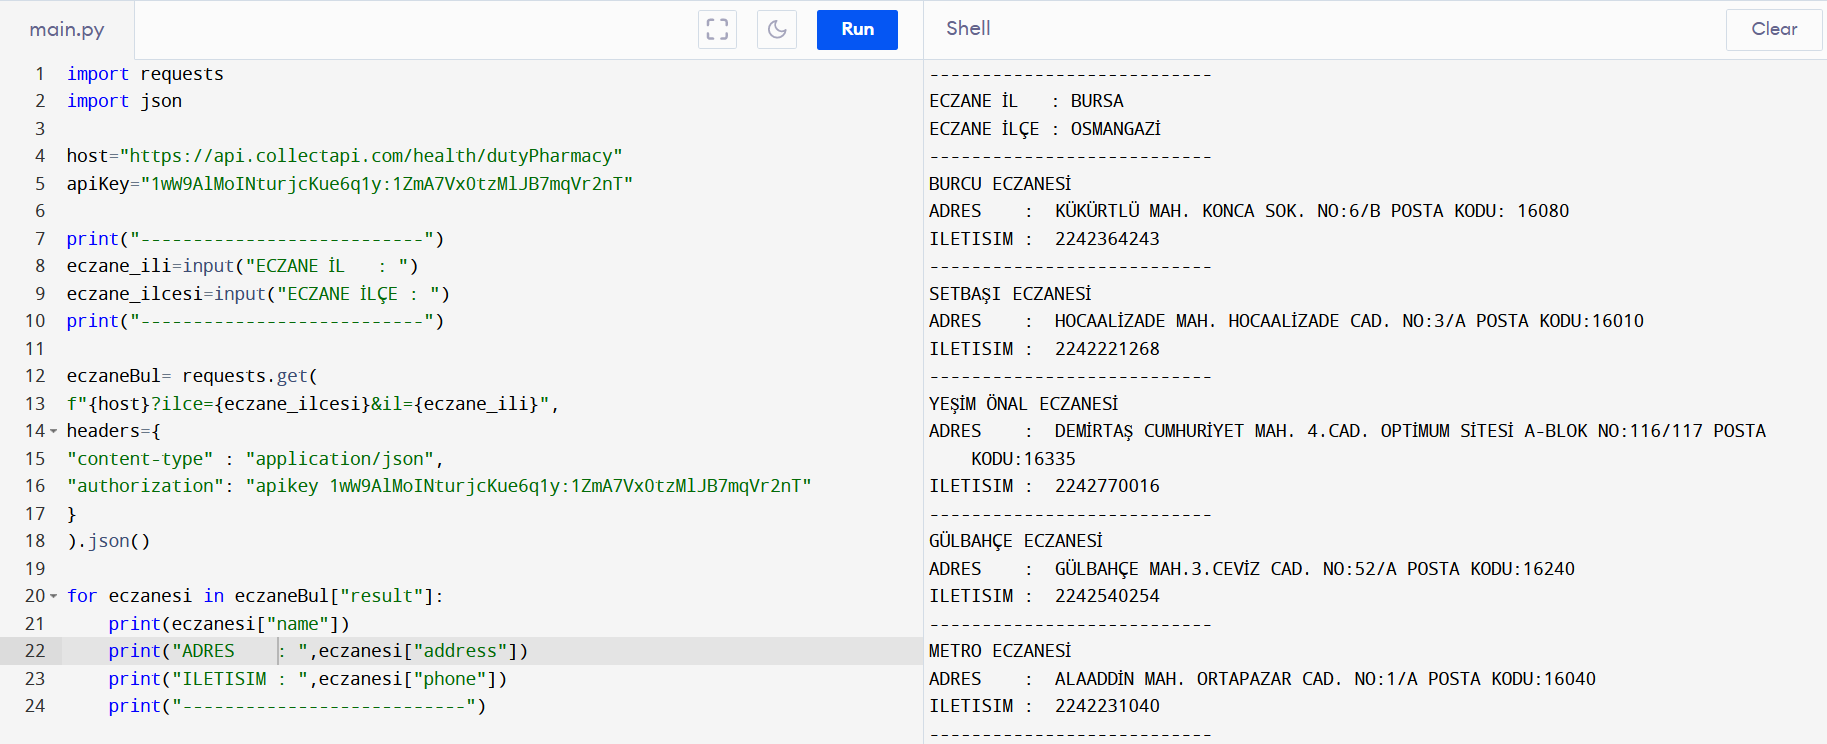 main.py
Run
1 import requests
2 import json
3
4 host="https://api.collectapi.com/health/dutyPharmacy"
5 apiKey="1wW9AlMoINturjcKue6q1y:1ZmA7Vx0tzMlJB7mqVr2nT"
6
7 print("---------------------------")
8 eczane_ili=input("ECZANE İL   : ")
9 eczane_ilcesi=input("ECZANE İLÇE : ")
10 print("---------------------------")
11
12 eczaneBul= requests.get(
13 f"{host}?ilce={eczane_ilcesi}&il={eczane_ili}",
14 headers={
15 "content-type" : "application/json",
16 "authorization": "apikey 1wW9AlMoINturjcKue6q1y:1ZmA7Vx0tzMlJB7mqVr2nT"
17 }
18 ).json()
19
20 for eczanesi in eczaneBul["result"]:
21     print(eczanesi["name"])
22     print("ADRES    : ",eczanesi["address"])
23     print("ILETISIM : ",eczanesi["phone"])
24     print("---------------------------")
Shell
Clear
---------------------------
ECZANE İL   : BURSA
ECZANE İLÇE : OSMANGAZİ
---------------------------
BURCU ECZANESİ
ADRES    :  KÜKÜRTLÜ MAH. KONCA SOK. NO:6/B POSTA KODU: 16080
ILETISIM :  2242364243
---------------------------
SETBAŞI ECZANESİ
ADRES    :  HOCAALİZADE MAH. HOCAALİZADE CAD. NO:3/A POSTA KODU:16010
ILETISIM :  2242221268
---------------------------
YEŞİM ÖNAL ECZANESİ
ADRES    :  DEMİRTAŞ CUMHURİYET MAH. 4.CAD. OPTİMUM SİTESİ A-BLOK NO:116/117 POSTA
KODU:16335
ILETISIM :  2242770016
---------------------------
GÜLBAHÇE ECZANESİ
ADRES    :  GÜLBAHÇE MAH.3.CEVİZ CAD. NO:52/A POSTA KODU:16240
ILETISIM :  2242540254
---------------------------
METRO ECZANESİ
ADRES    :  ALAADDİN MAH. ORTAPAZAR CAD. NO:1/A POSTA KODU:16040
ILETISIM :  2242231040
---------------------------